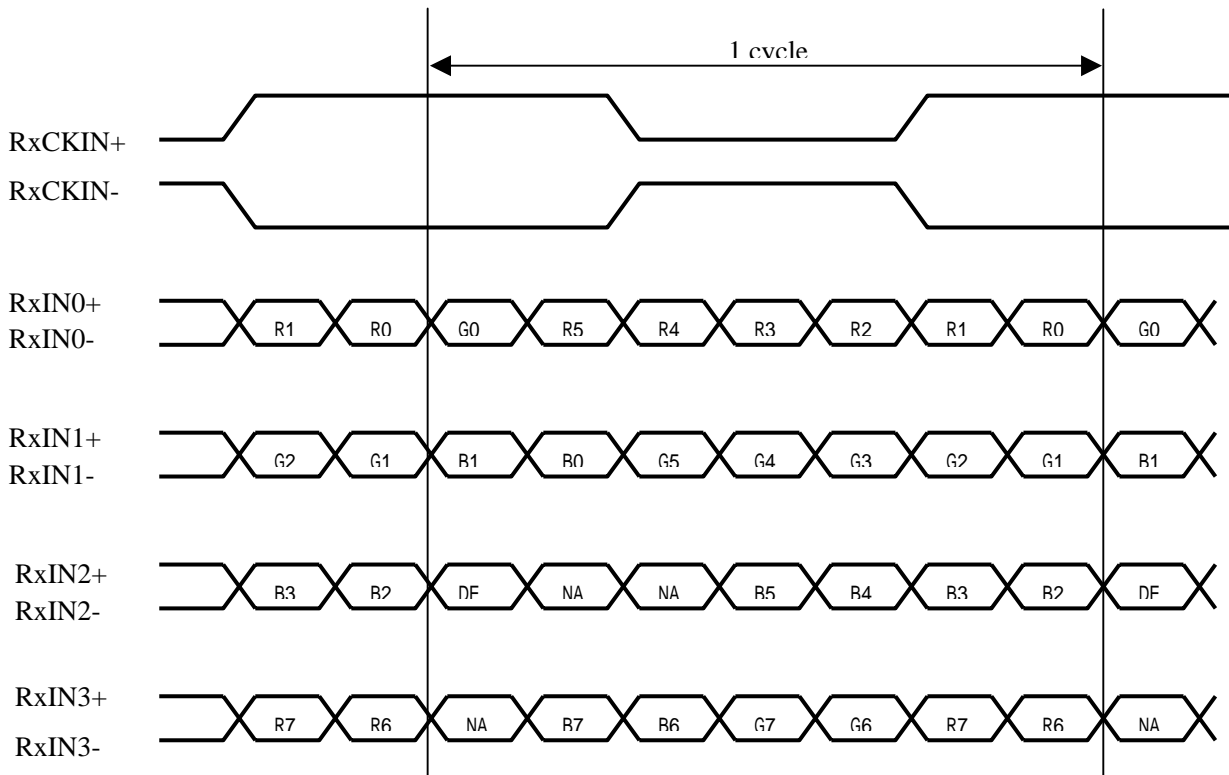 1 cycle
RxCKIN+
RxCKIN-
RxIN0+
R1 R0 G0 R5 R4 R3 R2 R1 R0 G0
RxIN0-
RxIN1+
G2 G1 B1 B0 G5 G4 G3 G2 G1 B1
RxIN1-
RxIN2+
B3 B2 DE NA NA B5 B4 B3 B2 DE
RxIN2-
RxIN3+
R7 R6 NA B7 B6 G7 G6 R7 R6 NA
RxIN3-